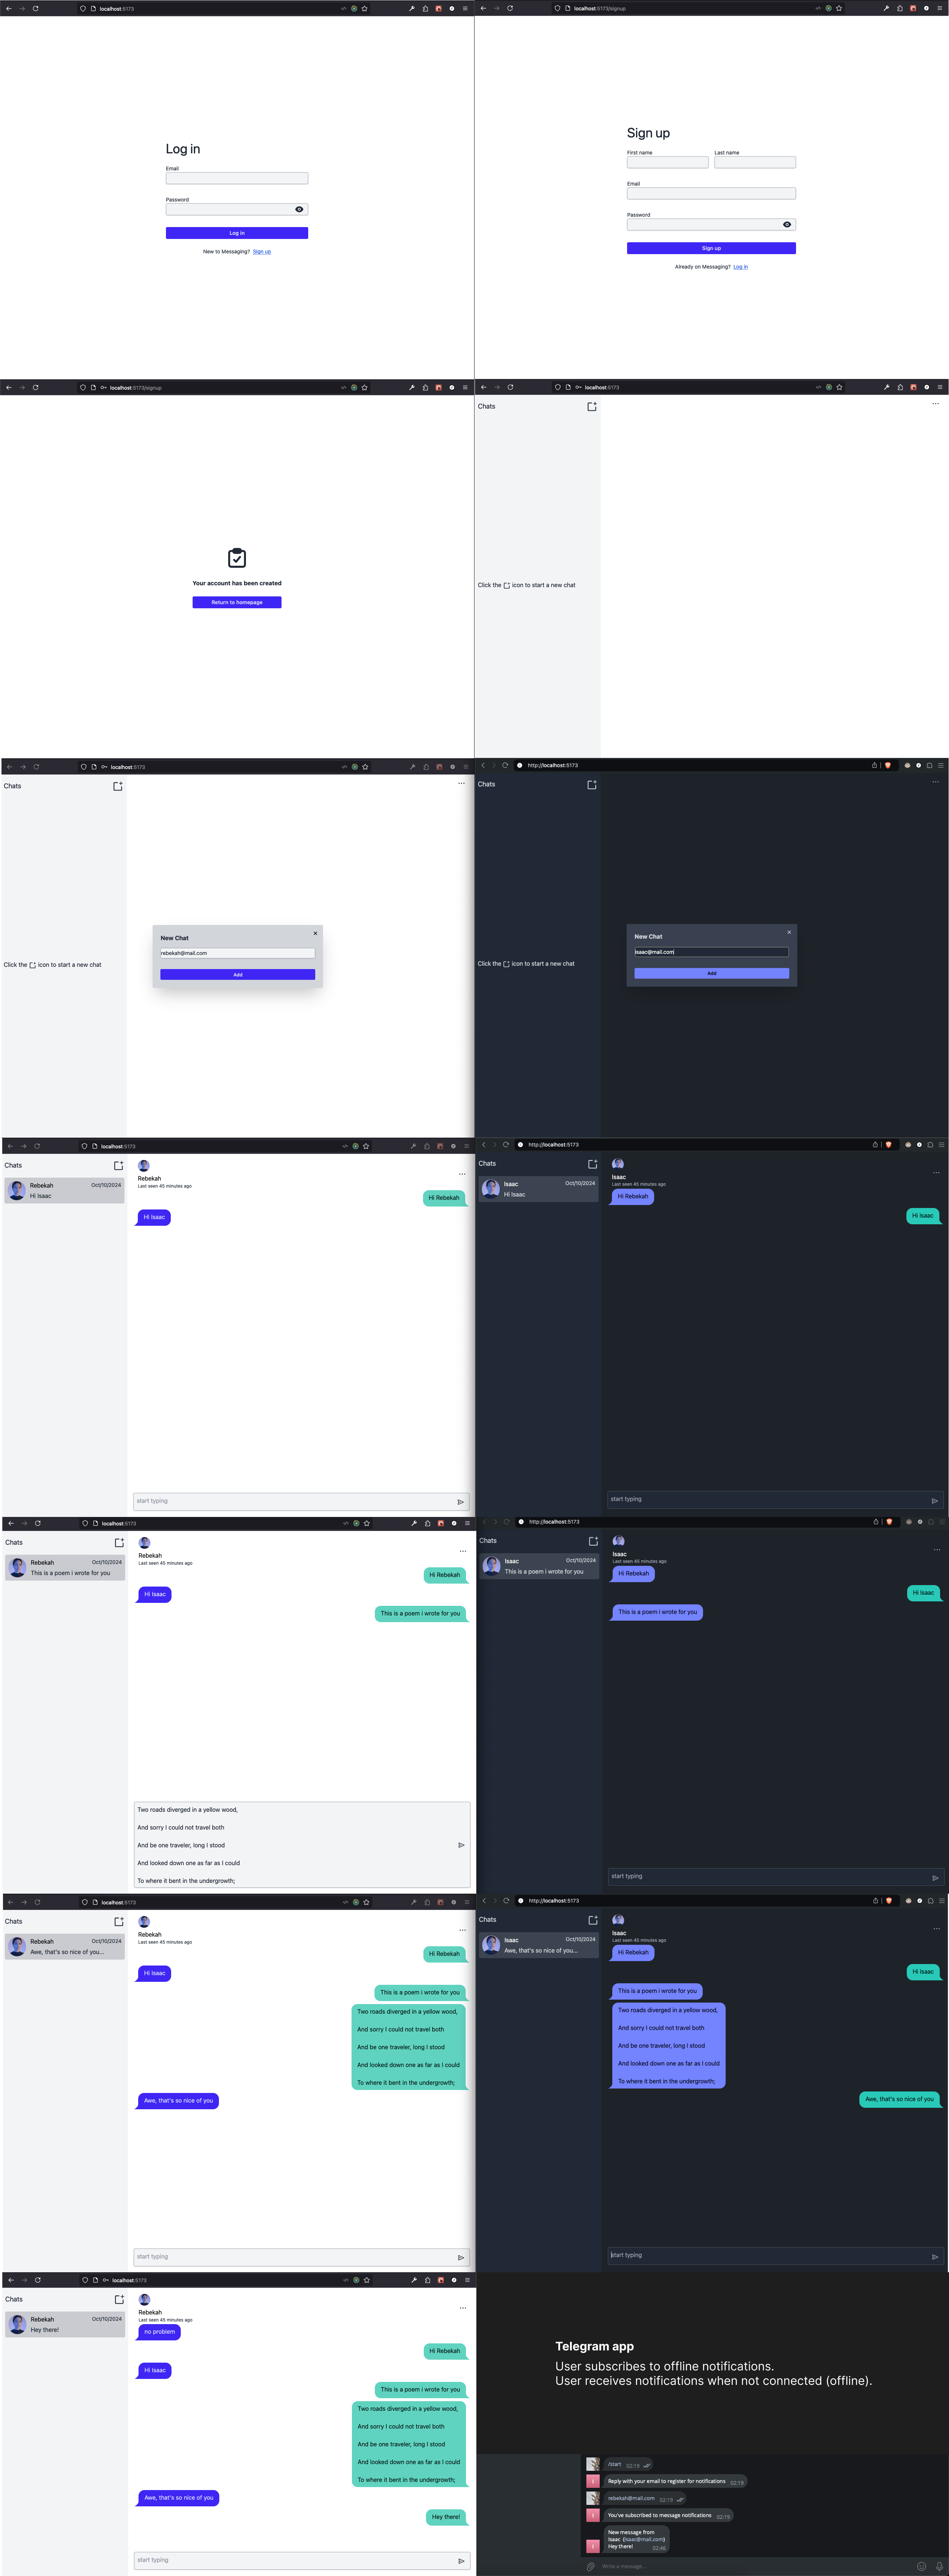 localhost:5173
Log in
Email
Password
Log in
New to Messaging? Sign up
localhost:5173/signup
Sign up
First name
Last name
Email
Password
Sign up
Already on Messaging? Log in
localhost:5173/signup
Your account has been created
Return to homepage
localhost:5173
Chats
Click the icon to start a new chat
localhost:5173
Chats
Click the icon to start a new chat
New Chat
rebekah@mail.com
Add
http://localhost:5173
Chats
Click the icon to start a new chat
New Chat
isaac@mail.com
Add
localhost:5173
Chats
Rebekah Oct/10/2024
Hi Isaac
Rebekah
Last seen 45 minutes ago
Hi Rebekah
Hi Isaac
start typing
http://localhost:5173
Chats
Isaac Oct/10/2024
Hi Isaac
Isaac
Last seen 45 minutes ago
Hi Rebekah
Hi Isaac
start typing
localhost:5173
Chats
Rebekah Oct/10/2024
This is a poem i wrote for you
Rebekah
Last seen 45 minutes ago
Hi Rebekah
Hi Isaac
This is a poem i wrote for you
Two roads diverged in a yellow wood,
And sorry I could not travel both
And be one traveler, long I stood
And looked down one as far as I could
To where it bent in the undergrowth;
http://localhost:5173
Chats
Isaac Oct/10/2024
This is a poem i wrote for you
Isaac
Last seen 45 minutes ago
Hi Rebekah
Hi Isaac
This is a poem i wrote for you
start typing
localhost:5173
Chats
Rebekah Oct/10/2024
Awe, that's so nice of you...
Rebekah
Last seen 45 minutes ago
Hi Rebekah
Hi Isaac
This is a poem i wrote for you
Two roads diverged in a yellow wood,
And sorry I could not travel both
And be one traveler, long I stood
And looked down one as far as I could
To where it bent in the undergrowth;
Awe, that's so nice of you
start typing
http://localhost:5173
Chats
Isaac Oct/10/2024
Awe, that's so nice of you...
Isaac
Last seen 45 minutes ago
Hi Rebekah
Hi Isaac
This is a poem i wrote for you
Two roads diverged in a yellow wood,
And sorry I could not travel both
And be one traveler, long I stood
And looked down one as far as I could
To where it bent in the undergrowth;
Awe, that's so nice of you
start typing
localhost:5173
Chats
Rebekah Oct/10/2024
Hey there!
Rebekah
Last seen 45 minutes ago
no problem
Hi Rebekah
Hi Isaac
This is a poem i wrote for you
Two roads diverged in a yellow wood,
And sorry I could not travel both
And be one traveler, long I stood
And looked down one as far as I could
To where it bent in the undergrowth;
Awe, that's so nice of you
Hey there!
start typing
Telegram app
User subscribes to offline notifications.
User receives notifications when not connected (offline).
/start 02:19
Reply with your email to register for notifications 02:19
rebekah@mail.com 02:19
You've subscribed to message notifications 02:19
New message from
Isaac (isaac@mail.com)
Hey there! 02:46
Write a message...